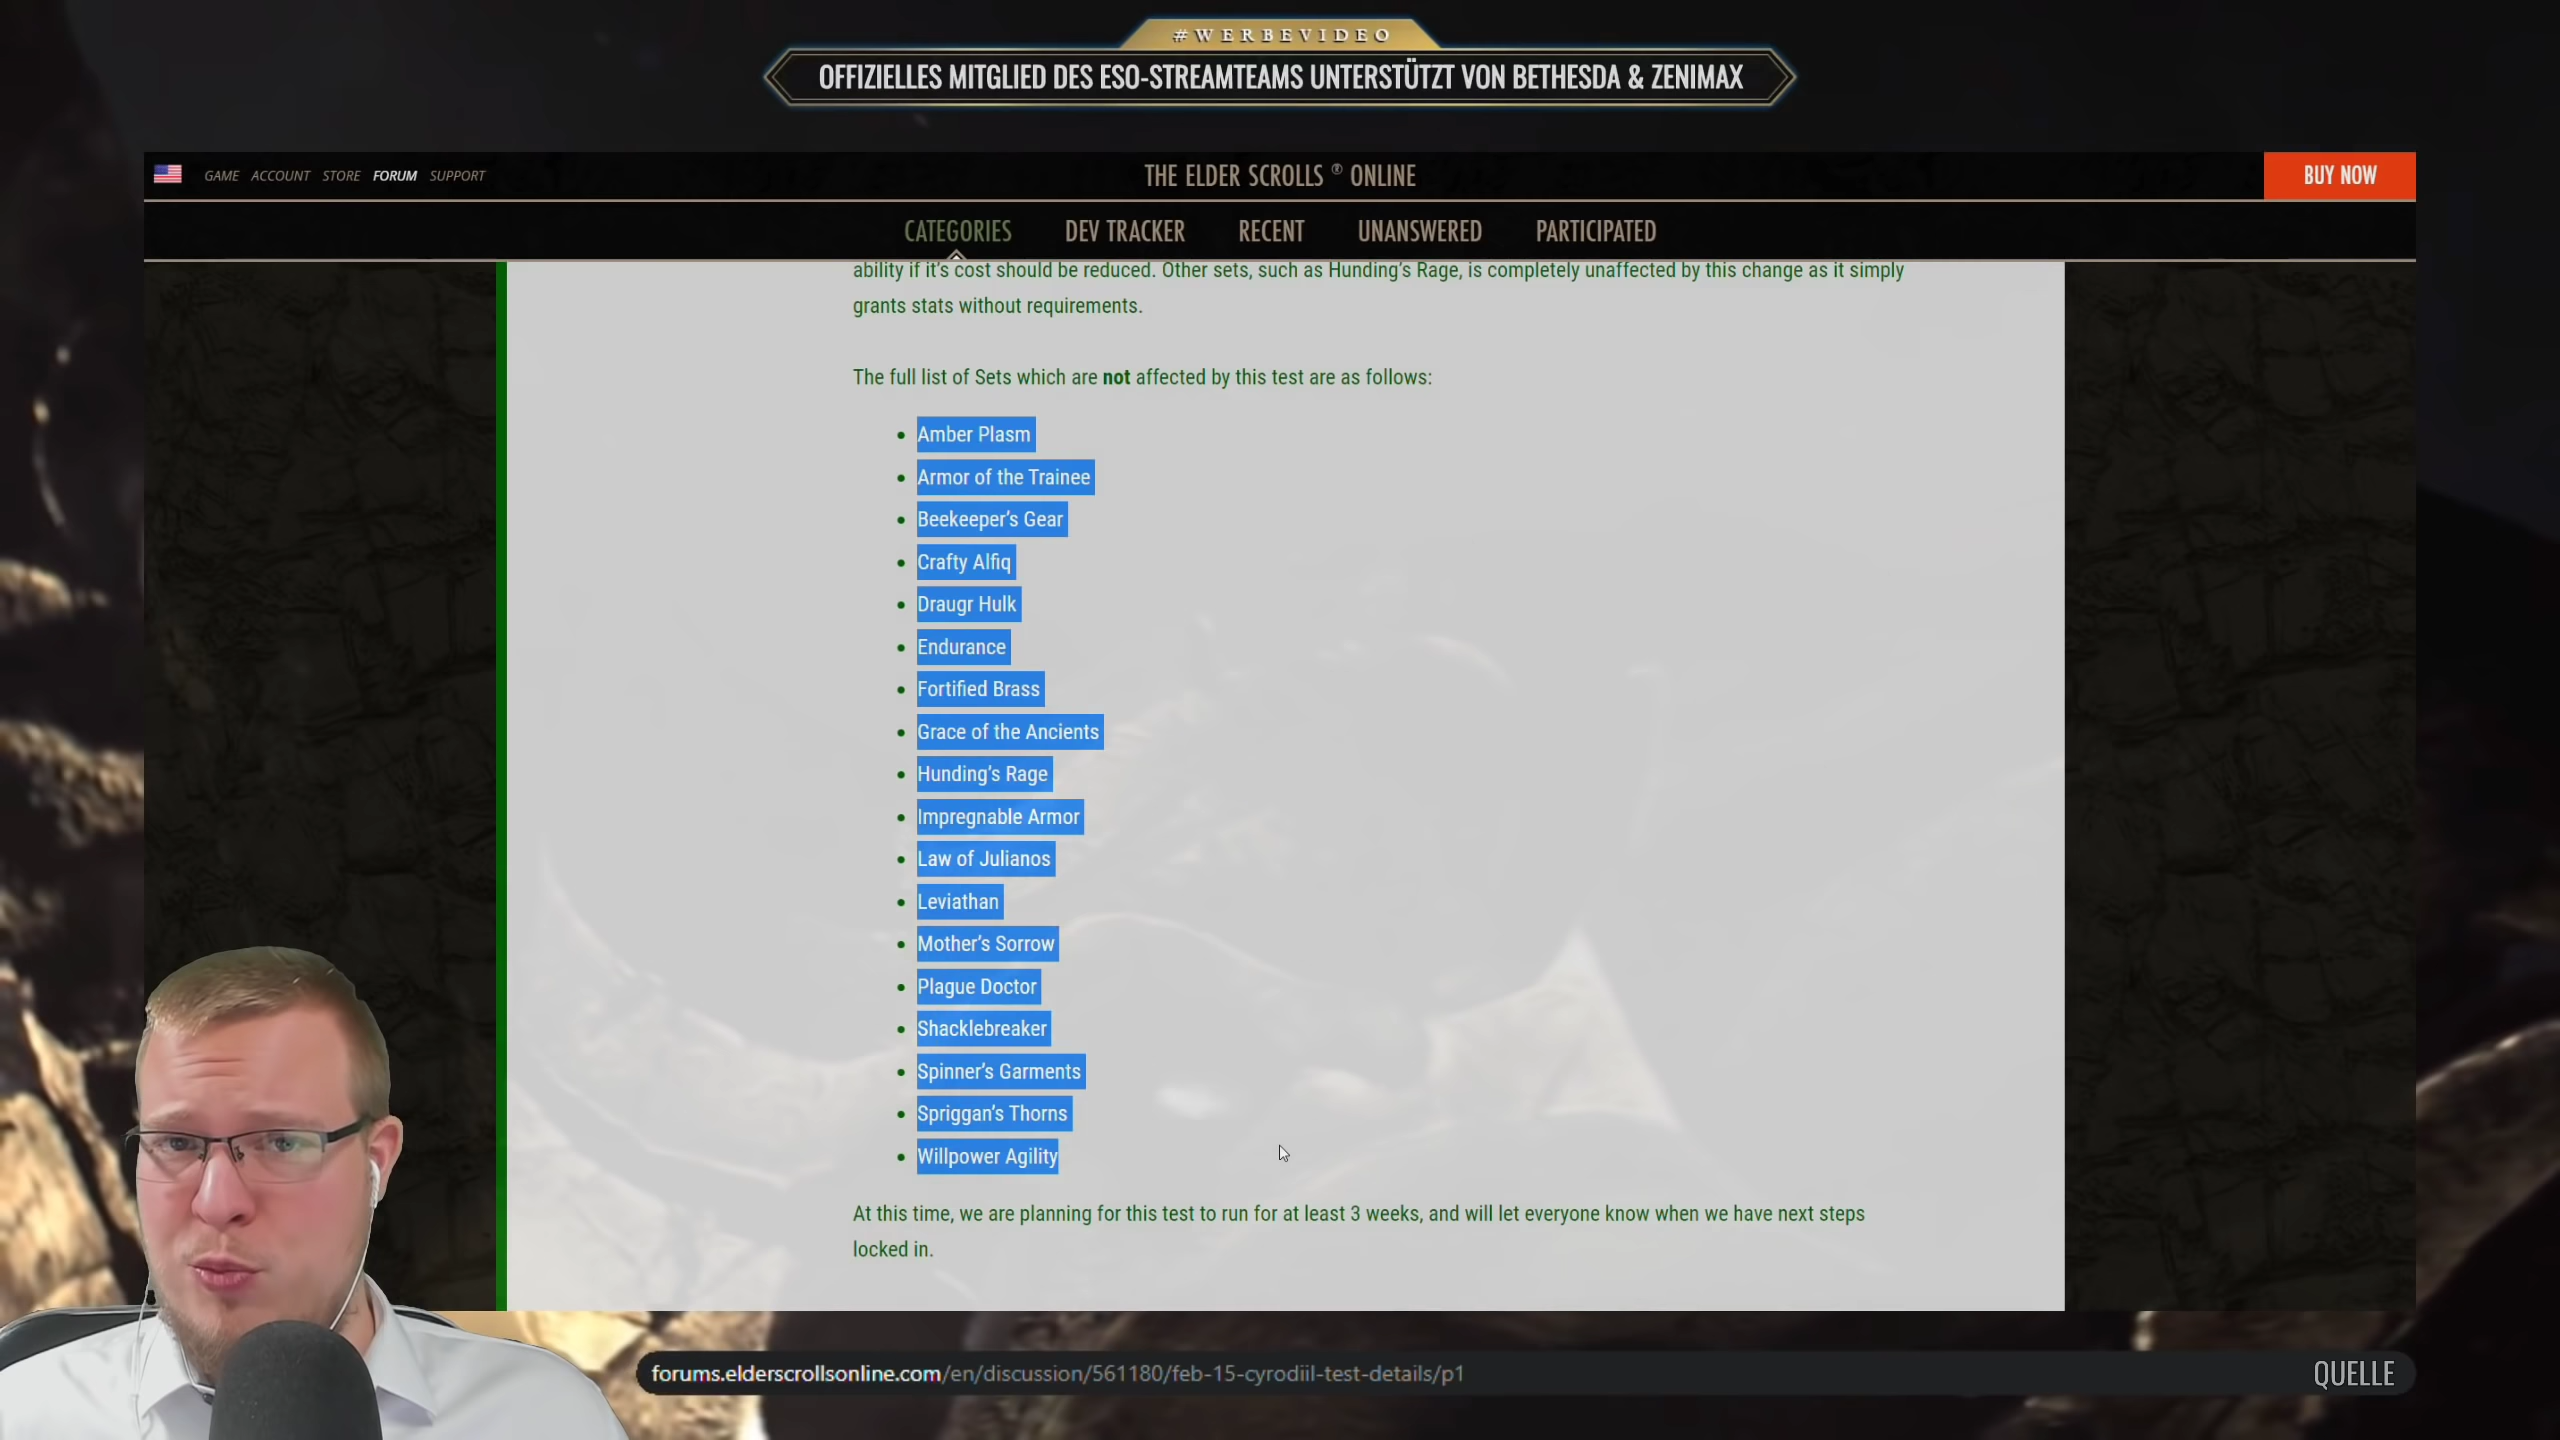 #WERBEVIDEO
OFFIZIELLES MITGLIED DES ESO-STREAMTEAMS UNTERSTÜTZT VON BETHESDA & ZENIMAX
GAME ACCOUNT STORE FORUM SUPPORT
THE ELDER SCROLLS ® ONLINE
BUY NOW
CATEGORIES DEV TRACKER RECENT UNANSWERED PARTICIPATED
ability if it's cost should be reduced. Other sets, such as Hunding's Rage, is completely unaffected by this change as it simply
grants stats without requirements.
The full list of Sets which are not affected by this test are as follows:
• Amber Plasm
• Armor of the Trainee
• Beekeeper's Gear
• Crafty Alfiq
• Draugr Hulk
• Endurance
• Fortified Brass
• Grace of the Ancients
• Hunding's Rage
• Impregnable Armor
• Law of Julianos
• Leviathan
• Mother's Sorrow
• Plague Doctor
• Shacklebreaker
• Spinner's Garments
• Spriggan's Thorns
• Willpower Agility
At this time, we are planning for this test to run for at least 3 weeks, and will let everyone know when we have next steps
locked in.
forums.elderscrollsonline.com/en/discussion/561180/feb-15-cyrodiil-test-details/p1
QUELLE